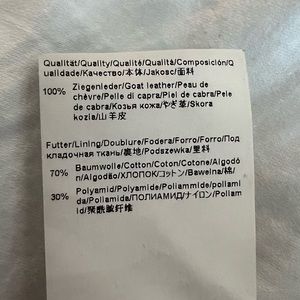 Qualität/Quality/Qualité/Qualità/Composición/Q
ualidade/Качество/本体/Jakosc/面料
100% Ziegenleder/Goat leather/Peau de
chèvre/Pelle di capra/Piel de cabra/Pele
de cabra/Козья кожа/やぎ革/Skora
kozia/山羊皮
Futter/Lining/Doublure/Fodera/Forro/Forro/Под
кладочная ткань/裏地/Podszewka/里料
70% Baumwolle/Cotton/Coton/Cotone/Algodó
n/Algodão/ХЛОПОК/コットン/Bawelna/棉/
30% Polyamid/Polyamide/Poliammide/poliami
da/Poliamida/ПОЛИАМИД/ナイロン/Poliam
id/聚酰胺纤维